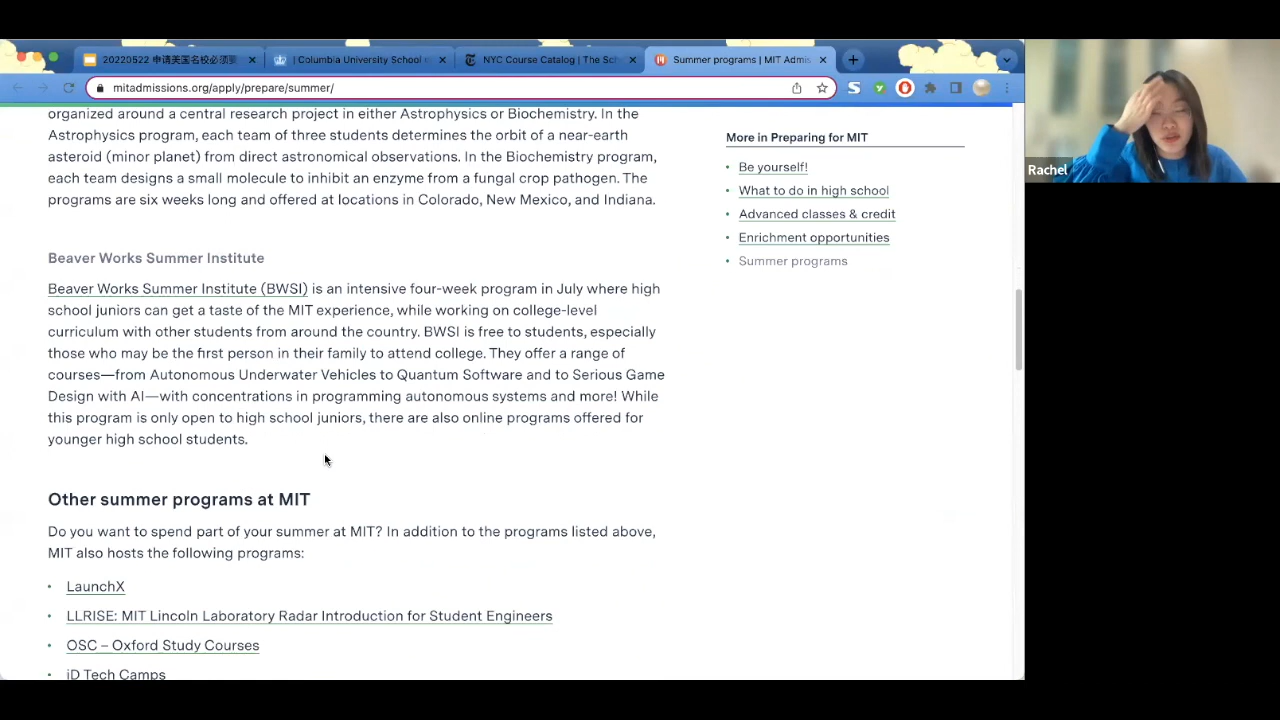 20220522 申请美国名校必须要
| Columbia University School o
NYC Course Catalog | The Sch
Summer programs | MIT Admis
mitadmissions.org/apply/prepare/summer/
organized around a central research project in either Astrophysics or Biochemistry. In the
Astrophysics program, each team of three students determines the orbit of a near-earth
asteroid (minor planet) from direct astronomical observations. In the Biochemistry program,
each team designs a small molecule to inhibit an enzyme from a fungal crop pathogen. The
programs are six weeks long and offered at locations in Colorado, New Mexico, and Indiana.
Beaver Works Summer Institute
Beaver Works Summer Institute (BWSI) is an intensive four-week program in July where high
school juniors can get a taste of the MIT experience, while working on college-level
curriculum with other students from around the country. BWSI is free to students, especially
those who may be the first person in their family to attend college. They offer a range of
courses—from Autonomous Underwater Vehicles to Quantum Software and to Serious Game
Design with AI—with concentrations in programming autonomous systems and more! While
this program is only open to high school juniors, there are also online programs offered for
younger high school students.
Other summer programs at MIT
Do you want to spend part of your summer at MIT? In addition to the programs listed above,
MIT also hosts the following programs:
• LaunchX
• LLRISE: MIT Lincoln Laboratory Radar Introduction for Student Engineers
• OSC – Oxford Study Courses
• iD Tech Camps
More in Preparing for MIT
• Be yourself!
• What to do in high school
• Advanced classes & credit
• Enrichment opportunities
• Summer programs
Rachel